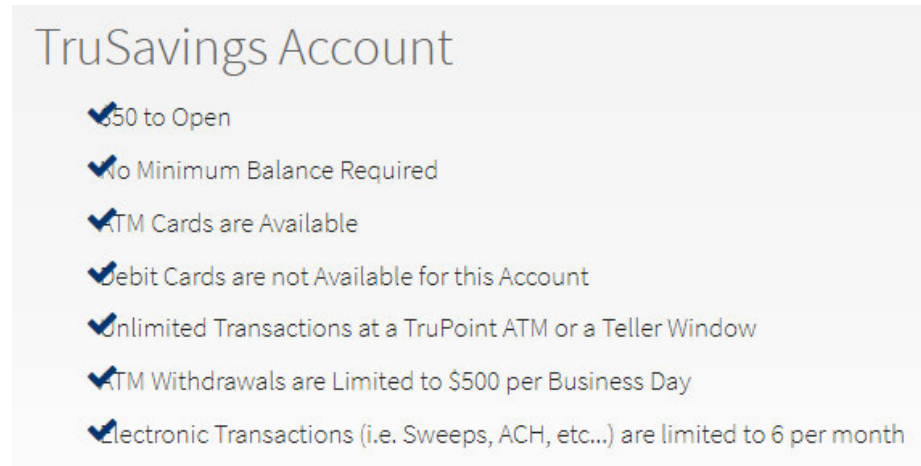 TruSavings Account
$50 to Open
No Minimum Balance Required
ATM Cards are Available
Debit Cards are not Available for this Account
Unlimited Transactions at a TruPoint ATM or a Teller Window
ATM Withdrawals are Limited to $500 per Business Day
Electronic Transactions (i.e. Sweeps, ACH, etc...) are limited to 6 per month